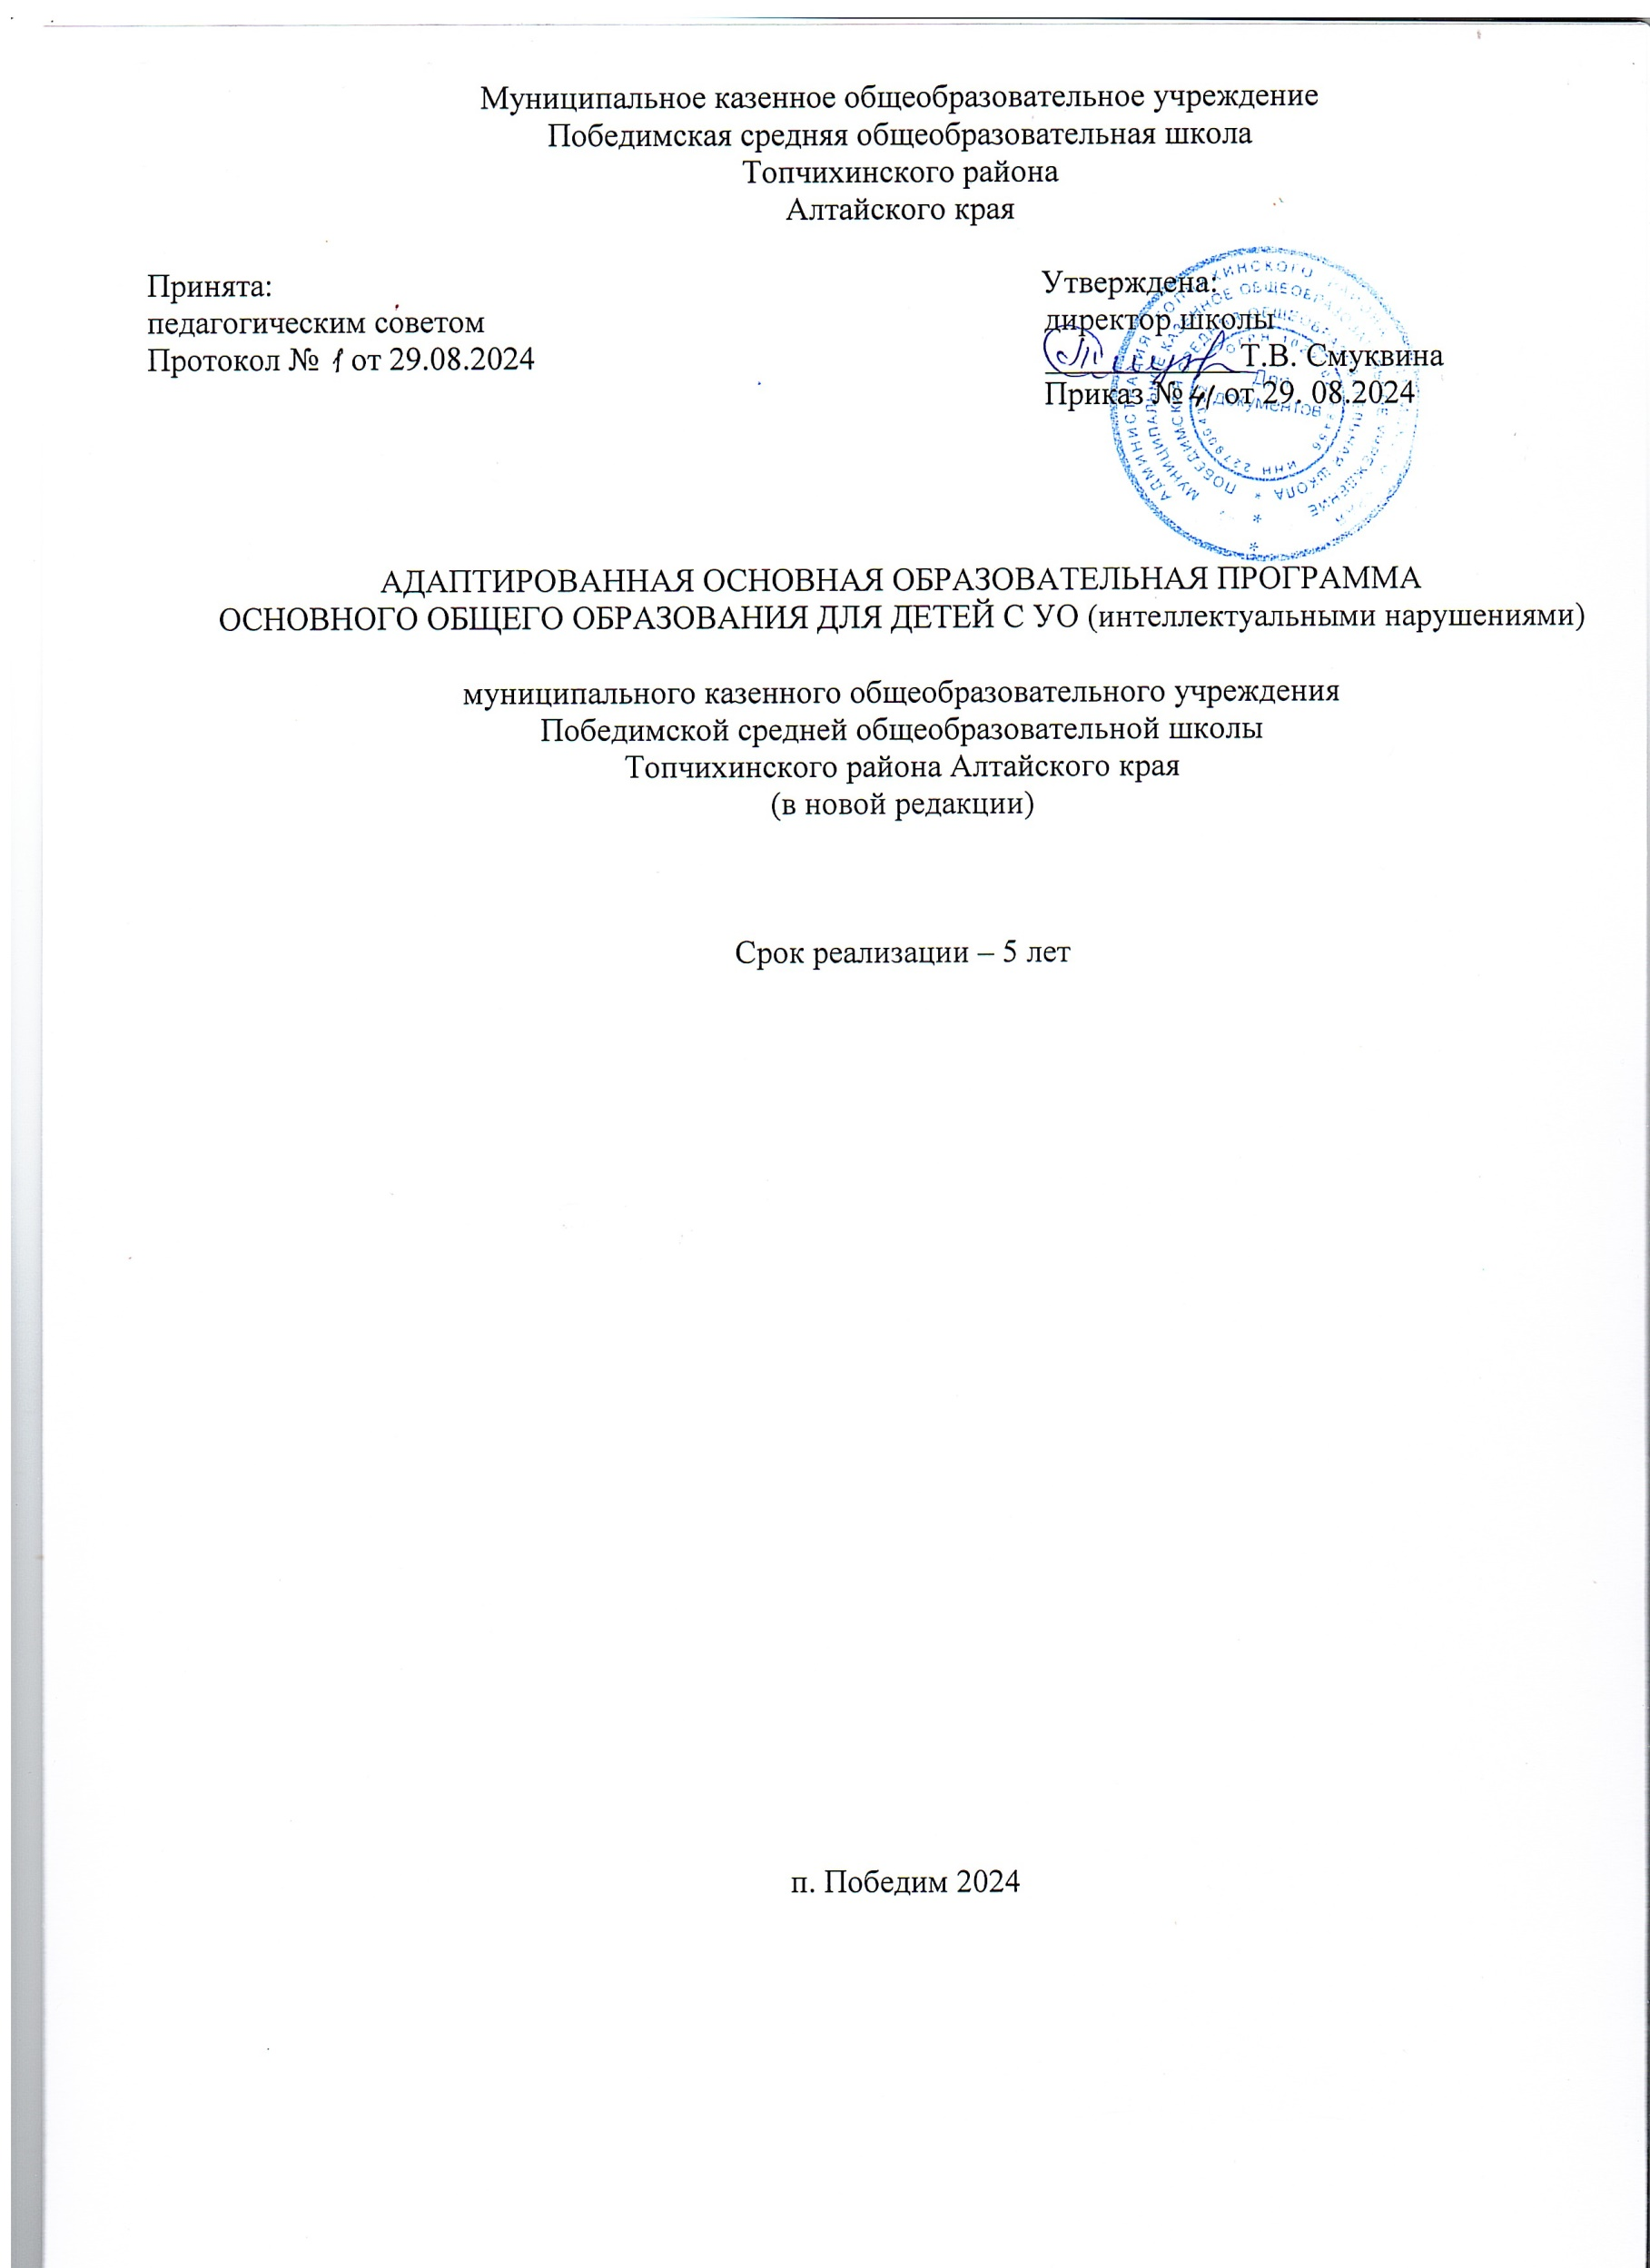 Муниципальное казенное общеобразовательное учреждение
Победимская средняя общеобразовательная школа
Топчихинского района
Алтайского края
Принята:
педагогическим советом
Протокол № 1 от 29.08.2024
Утверждена:
директор школы
Т.В. Смуквина
Приказ № 41 от 29. 08.2024
Для
документов
АДАПТИРОВАННАЯ ОСНОВНАЯ ОБРАЗОВАТЕЛЬНАЯ ПРОГРАММА
ОСНОВНОГО ОБЩЕГО ОБРАЗОВАНИЯ ДЛЯ ДЕТЕЙ С УО (интеллектуальными нарушениями)
муниципального казенного общеобразовательного учреждения
Победимской средней общеобразовательной школы
Топчихинского района Алтайского края
(в новой редакции)
Срок реализации – 5 лет
п. Победим 2024